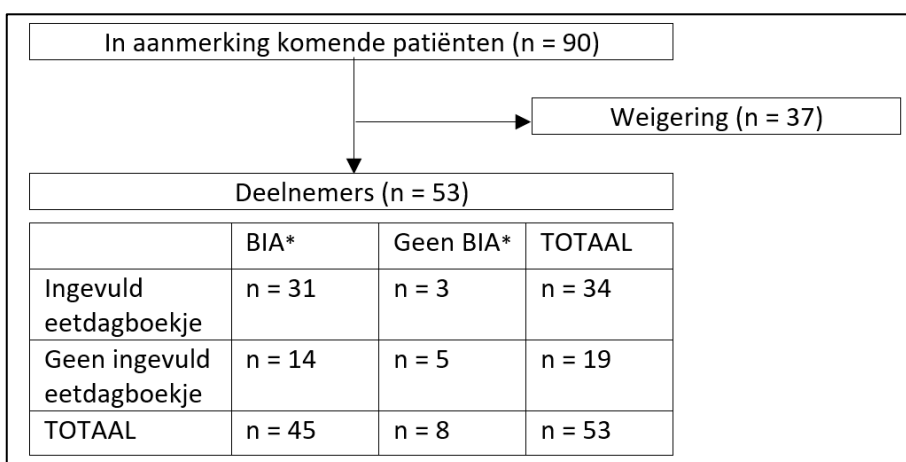 In aanmerking komende patiënten (n = 90)
Weigering (n = 37)
Deelnemers (n = 53)
BIA* Geen BIA* TOTAAL
Ingevuld eetdagboekje n = 31 n = 3 n = 34
Geen ingevuld eetdagboekje n = 14 n = 5 n = 19
TOTAAL n = 45 n = 8 n = 53